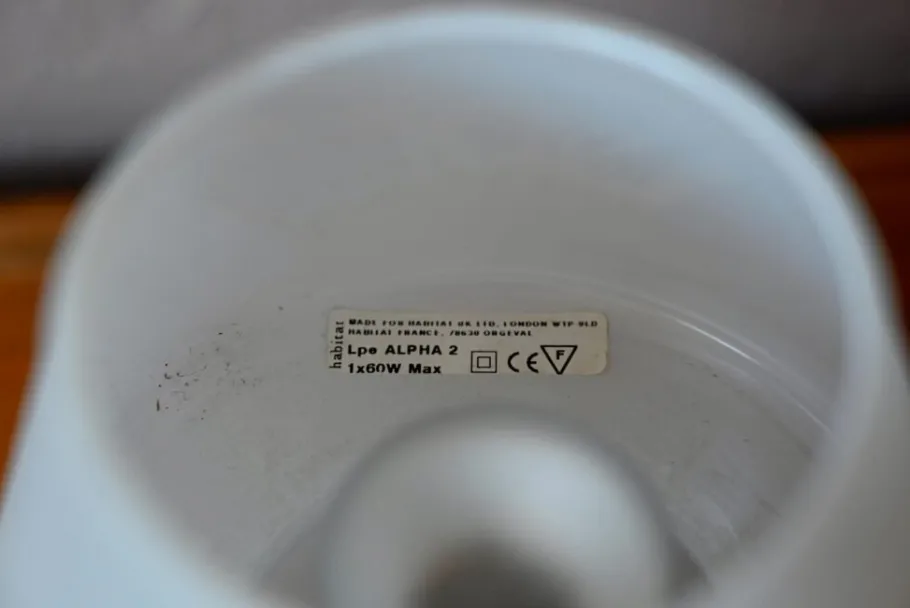 habitat
MADE FOR HABITAT UK LTD, LONDON W1P 9LD
HABITAT FRANCE, 78630 ORGEVAL
Lpe ALPHA 2
1x60W Max
CE
F